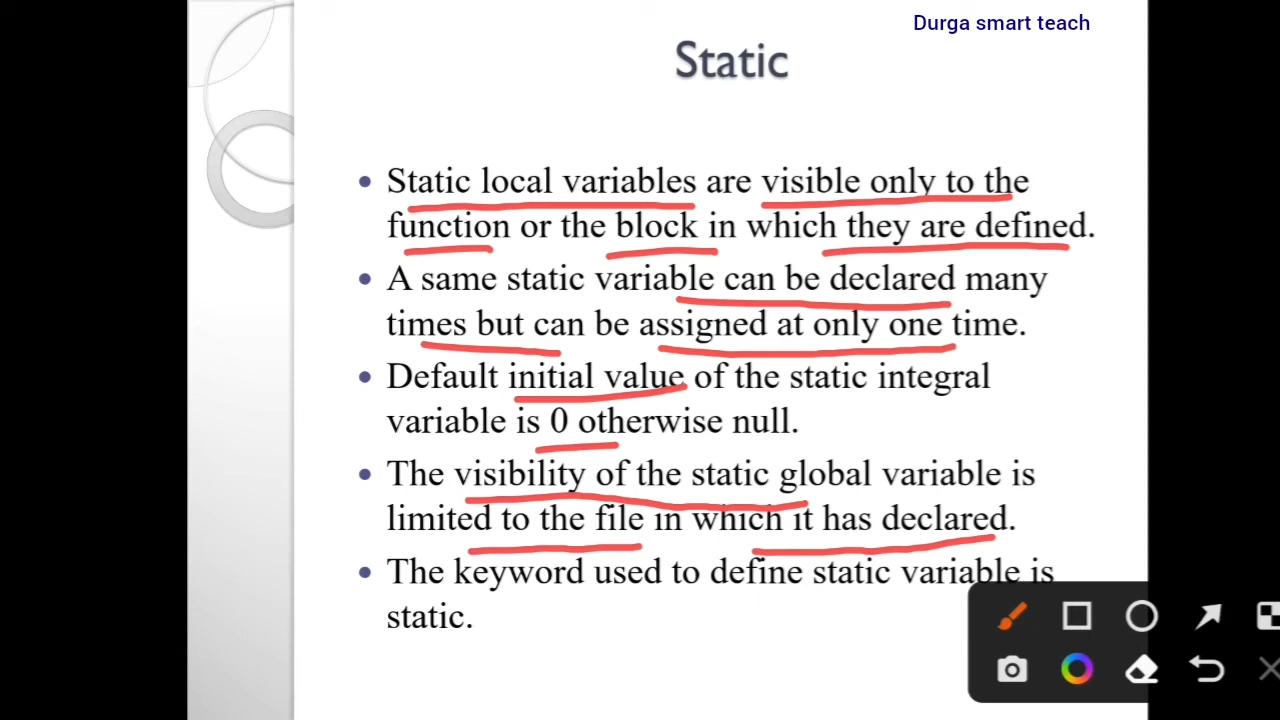 Durga smart teach
Static
• Static local variables are visible only to the
function or the block in which they are defined.
• A same static variable can be declared many
times but can be assigned at only one time.
• Default initial value of the static integral
variable is 0 otherwise null.
• The visibility of the static global variable is
limited to the file in which it has declared.
• The keyword used to define static variable is
static.